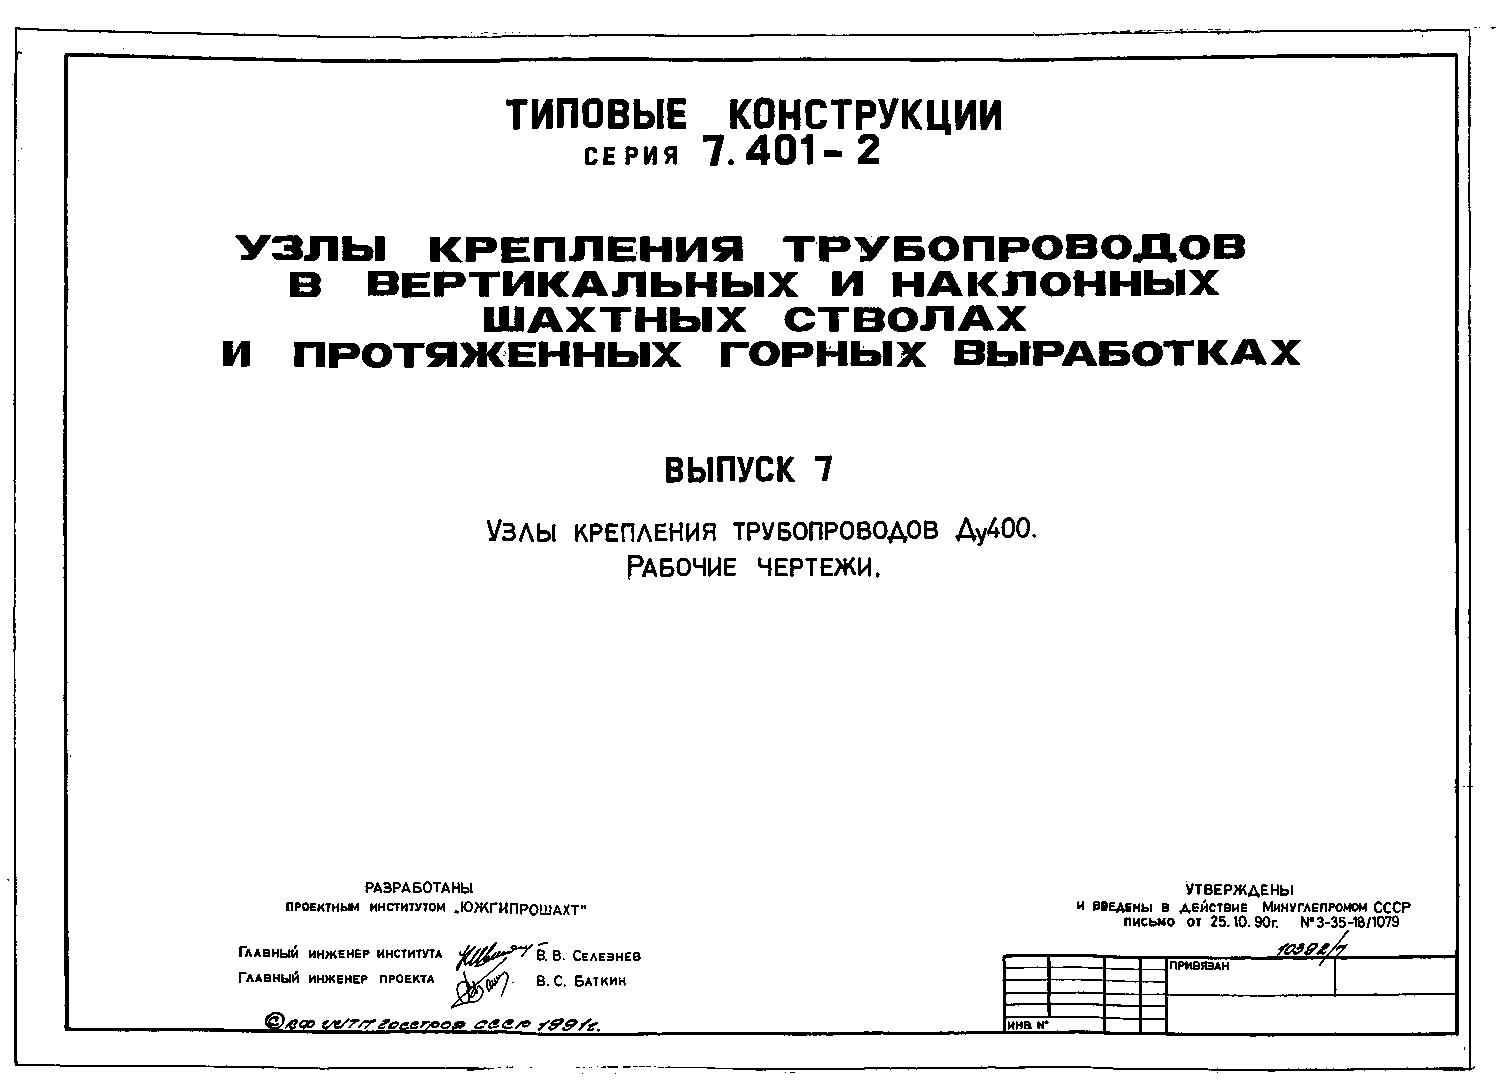 ТИПОВЫЕ КОНСТРУКЦИИ
СЕРИЯ 7.401-2
УЗЛЫ КРЕПЛЕНИЯ ТРУБОПРОВОДОВ
В ВЕРТИКАЛЬНЫХ И НАКЛОННЫХ
ШАХТНЫХ СТВОЛАХ
И ПРОТЯЖЕННЫХ ГОРНЫХ ВЫРАБОТКАХ
ВЫПУСК 7
УЗЛЫ КРЕПЛЕНИЯ ТРУБОПРОВОДОВ Ду400.
РАБОЧИЕ ЧЕРТЕЖИ.
РАЗРАБОТАНЫ
ПРОЕКТНЫМ ИНСТИТУТОМ „ЮЖГИПРОШАХТ"
ГЛАВНЫЙ ИНЖЕНЕР ИНСТИТУТА В. В. СЕЛЕЗНЕВ
ГЛАВНЫЙ ИНЖЕНЕР ПРОЕКТА В. С. БАТКИН
© КФ ЦИТП Госстроя СССР 1991г.
УТВЕРЖДЕНЫ
И ВВЕДЕНЫ В ДЕЙСТВИЕ МИНУГЛЕПРОМОМ СССР
ПИСЬМО ОТ 25.10.90г. №3-35-18/1079
10392/7
ПРИВЯЗАН
ИНВ. №